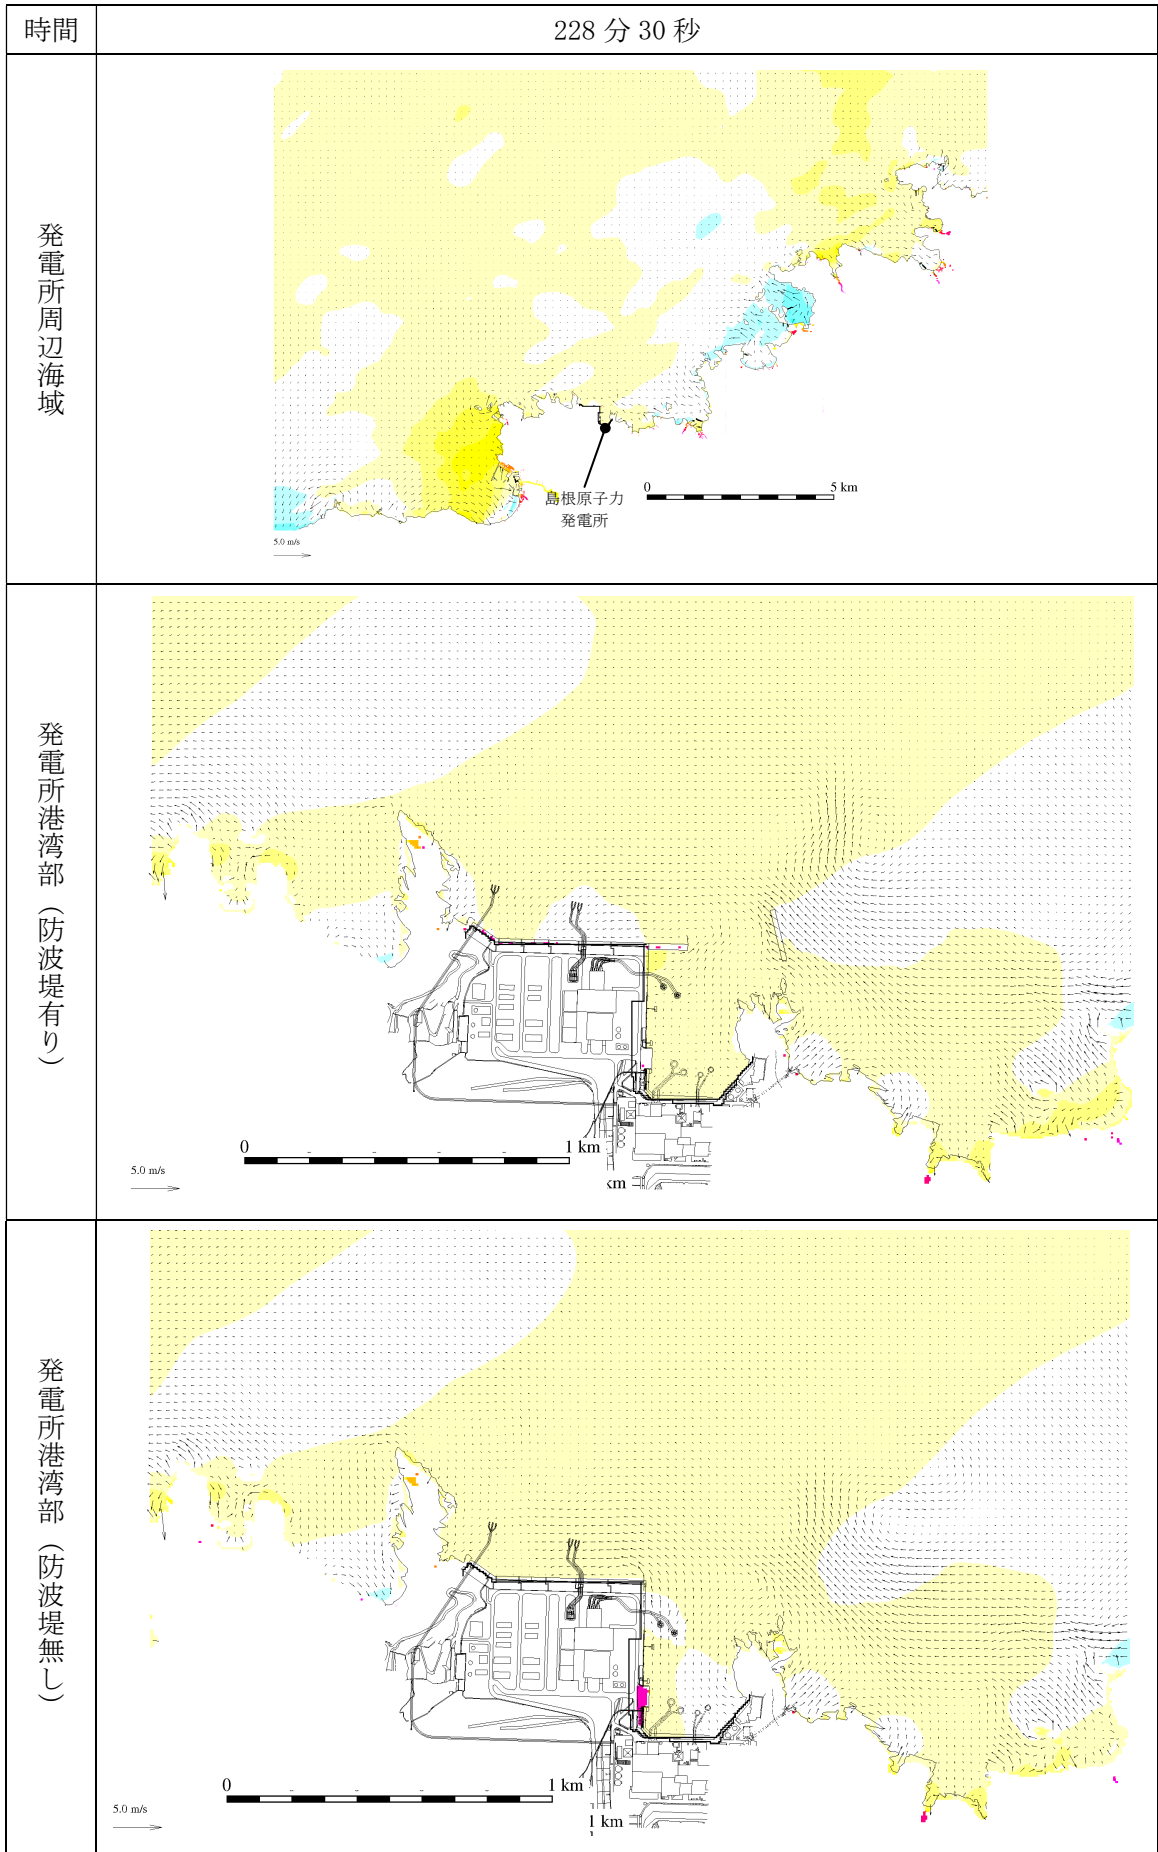 時間
228 分 30 秒
発電所周辺海域
島根原子力
発電所
0
5 km
5.0 m/s
発電所港湾部（防波堤有り）
0
1 km
km
5.0 m/s
発電所港湾部（防波堤無し）
0
1 km
1 km
5.0 m/s